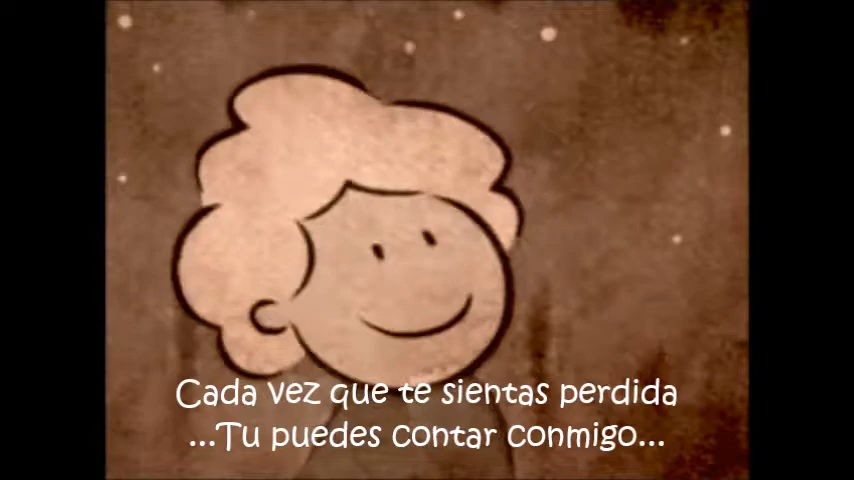 Cada vez que te sientas perdida
...Tu puedes contar conmigo...